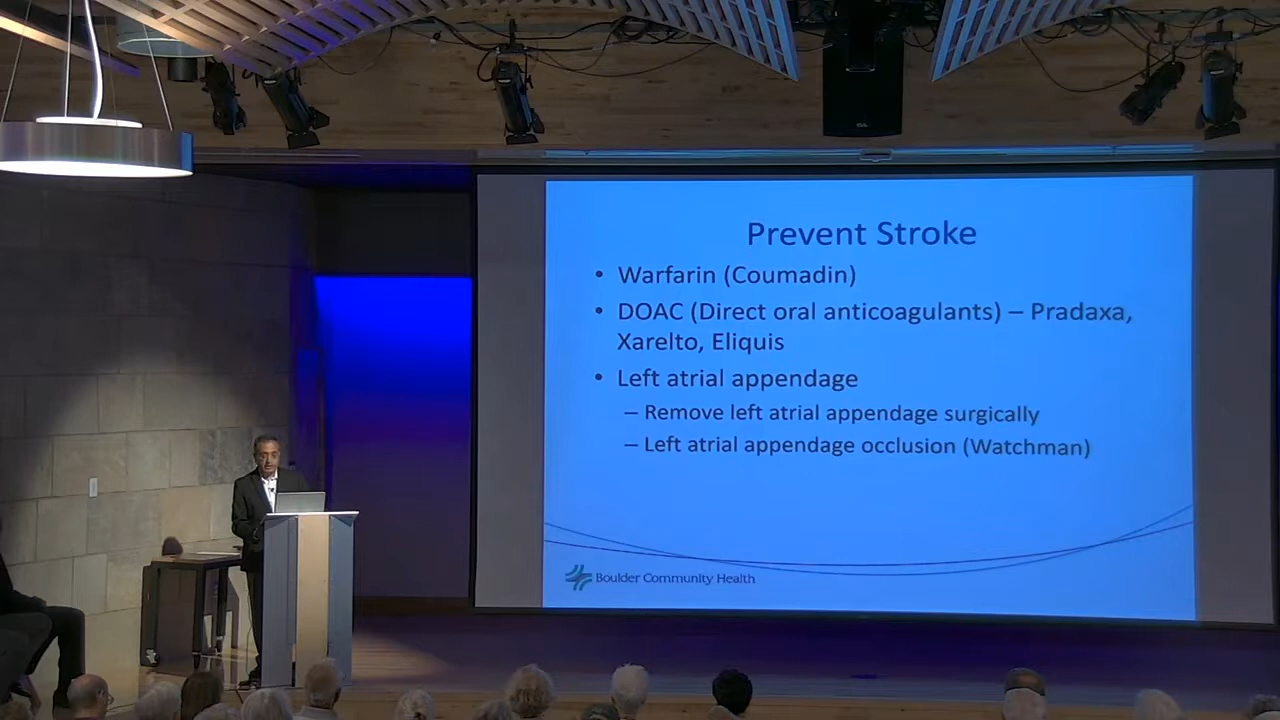 Prevent Stroke
• Warfarin (Coumadin)
• DOAC (Direct oral anticoagulants) – Pradaxa,
Xarelto, Eliquis
• Left atrial appendage
– Remove left atrial appendage surgically
– Left atrial appendage occlusion (Watchman)
Boulder Community Health